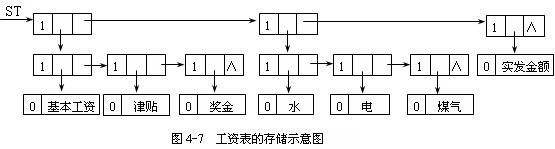 ST
1 1 1 ∧
1 1 1 ∧ 1 1 1 ∧ 0 实发金额
0 基本工资 0 津贴 0 奖金 0 水 0 电 0 煤气
图 4-7 工资表的存储示意图